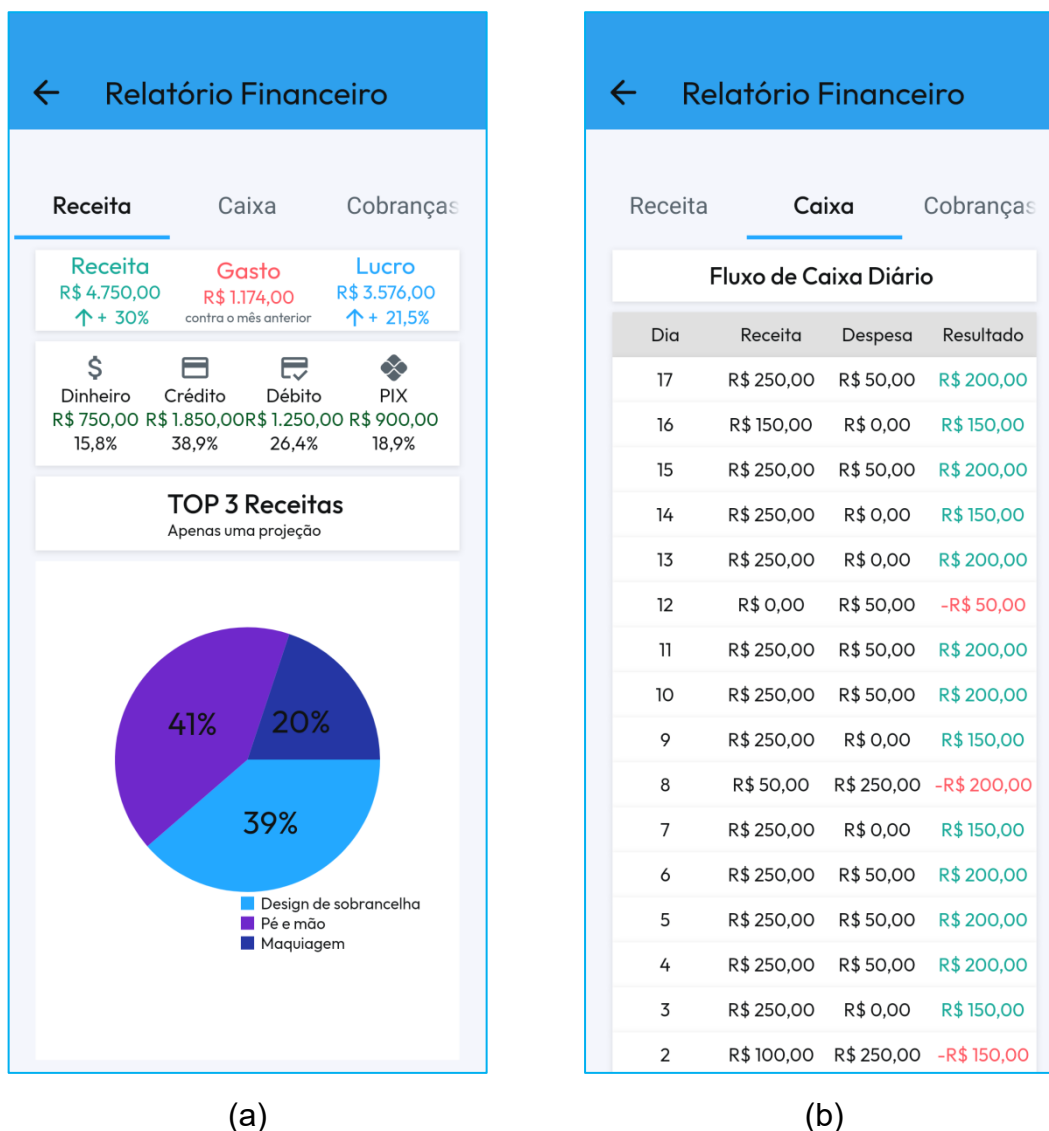 Relatório Financeiro
Receita Caixa Cobranças
Receita Gasto Lucro
R$ 4.750,00 R$ 1.174,00 R$ 3.576,00
+ 30% contra o mês anterior + 21,5%
$
Dinheiro Crédito Débito PIX
R$ 750,00 R$ 1.850,00 R$ 1.250,00 R$ 900,00
15,8% 38,9% 26,4% 18,9%
TOP 3 Receitas
Apenas uma projeção
41% 20%
39%
Design de sobrancelha
Pé e mão
Maquiagem
(a)
Relatório Financeiro
Receita Caixa Cobranças
Fluxo de Caixa Diário
Dia Receita Despesa Resultado
17 R$ 250,00 R$ 50,00 R$ 200,00
16 R$ 150,00 R$ 0,00 R$ 150,00
15 R$ 250,00 R$ 50,00 R$ 200,00
14 R$ 250,00 R$ 0,00 R$ 150,00
13 R$ 250,00 R$ 0,00 R$ 200,00
12 R$ 0,00 R$ 50,00 -R$ 50,00
11 R$ 250,00 R$ 50,00 R$ 200,00
10 R$ 250,00 R$ 50,00 R$ 200,00
9 R$ 250,00 R$ 0,00 R$ 150,00
8 R$ 50,00 R$ 250,00 -R$ 200,00
7 R$ 250,00 R$ 0,00 R$ 150,00
6 R$ 250,00 R$ 50,00 R$ 200,00
5 R$ 250,00 R$ 50,00 R$ 200,00
4 R$ 250,00 R$ 50,00 R$ 200,00
3 R$ 250,00 R$ 0,00 R$ 150,00
2 R$ 100,00 R$ 250,00 -R$ 150,00
(b)